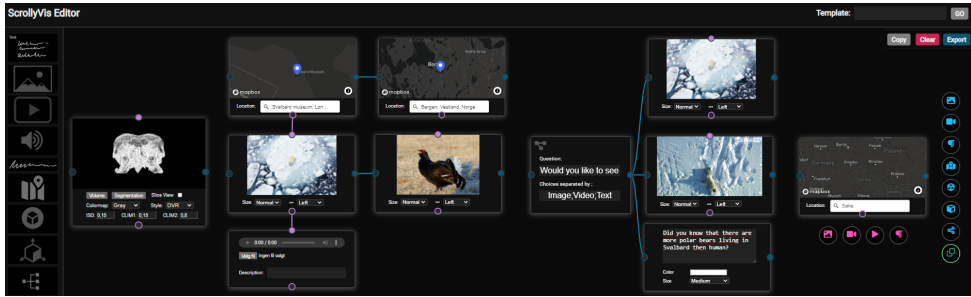 ScrollyVis Editor
Template:
GO
Copy
Clear
Export
Text
mapbox
Location:
Svalbard museum, Lon...
mapbox
Location:
Bergen, Vestland, Norge
Size
Normal
Left
Volume
Segmentation
Slice View
Colormap:
Gray
Style
DVR
ISO:
0,15
CLIM1:
0,15
CLIM2:
0,8
Size
Normal
Left
Size
Normal
Left
0:00 / 0:00
Velg fil
Ingen fil valgt
Description:
Question:
Would you like to see
Choices separated by ;
Image;Video;Text
Size:
Normal
Left
Did you know that there are
more polar bears living in
Svalbard then human?
Color
Size
Medium
Berlin
Poland
mapbox
Location:
Søke